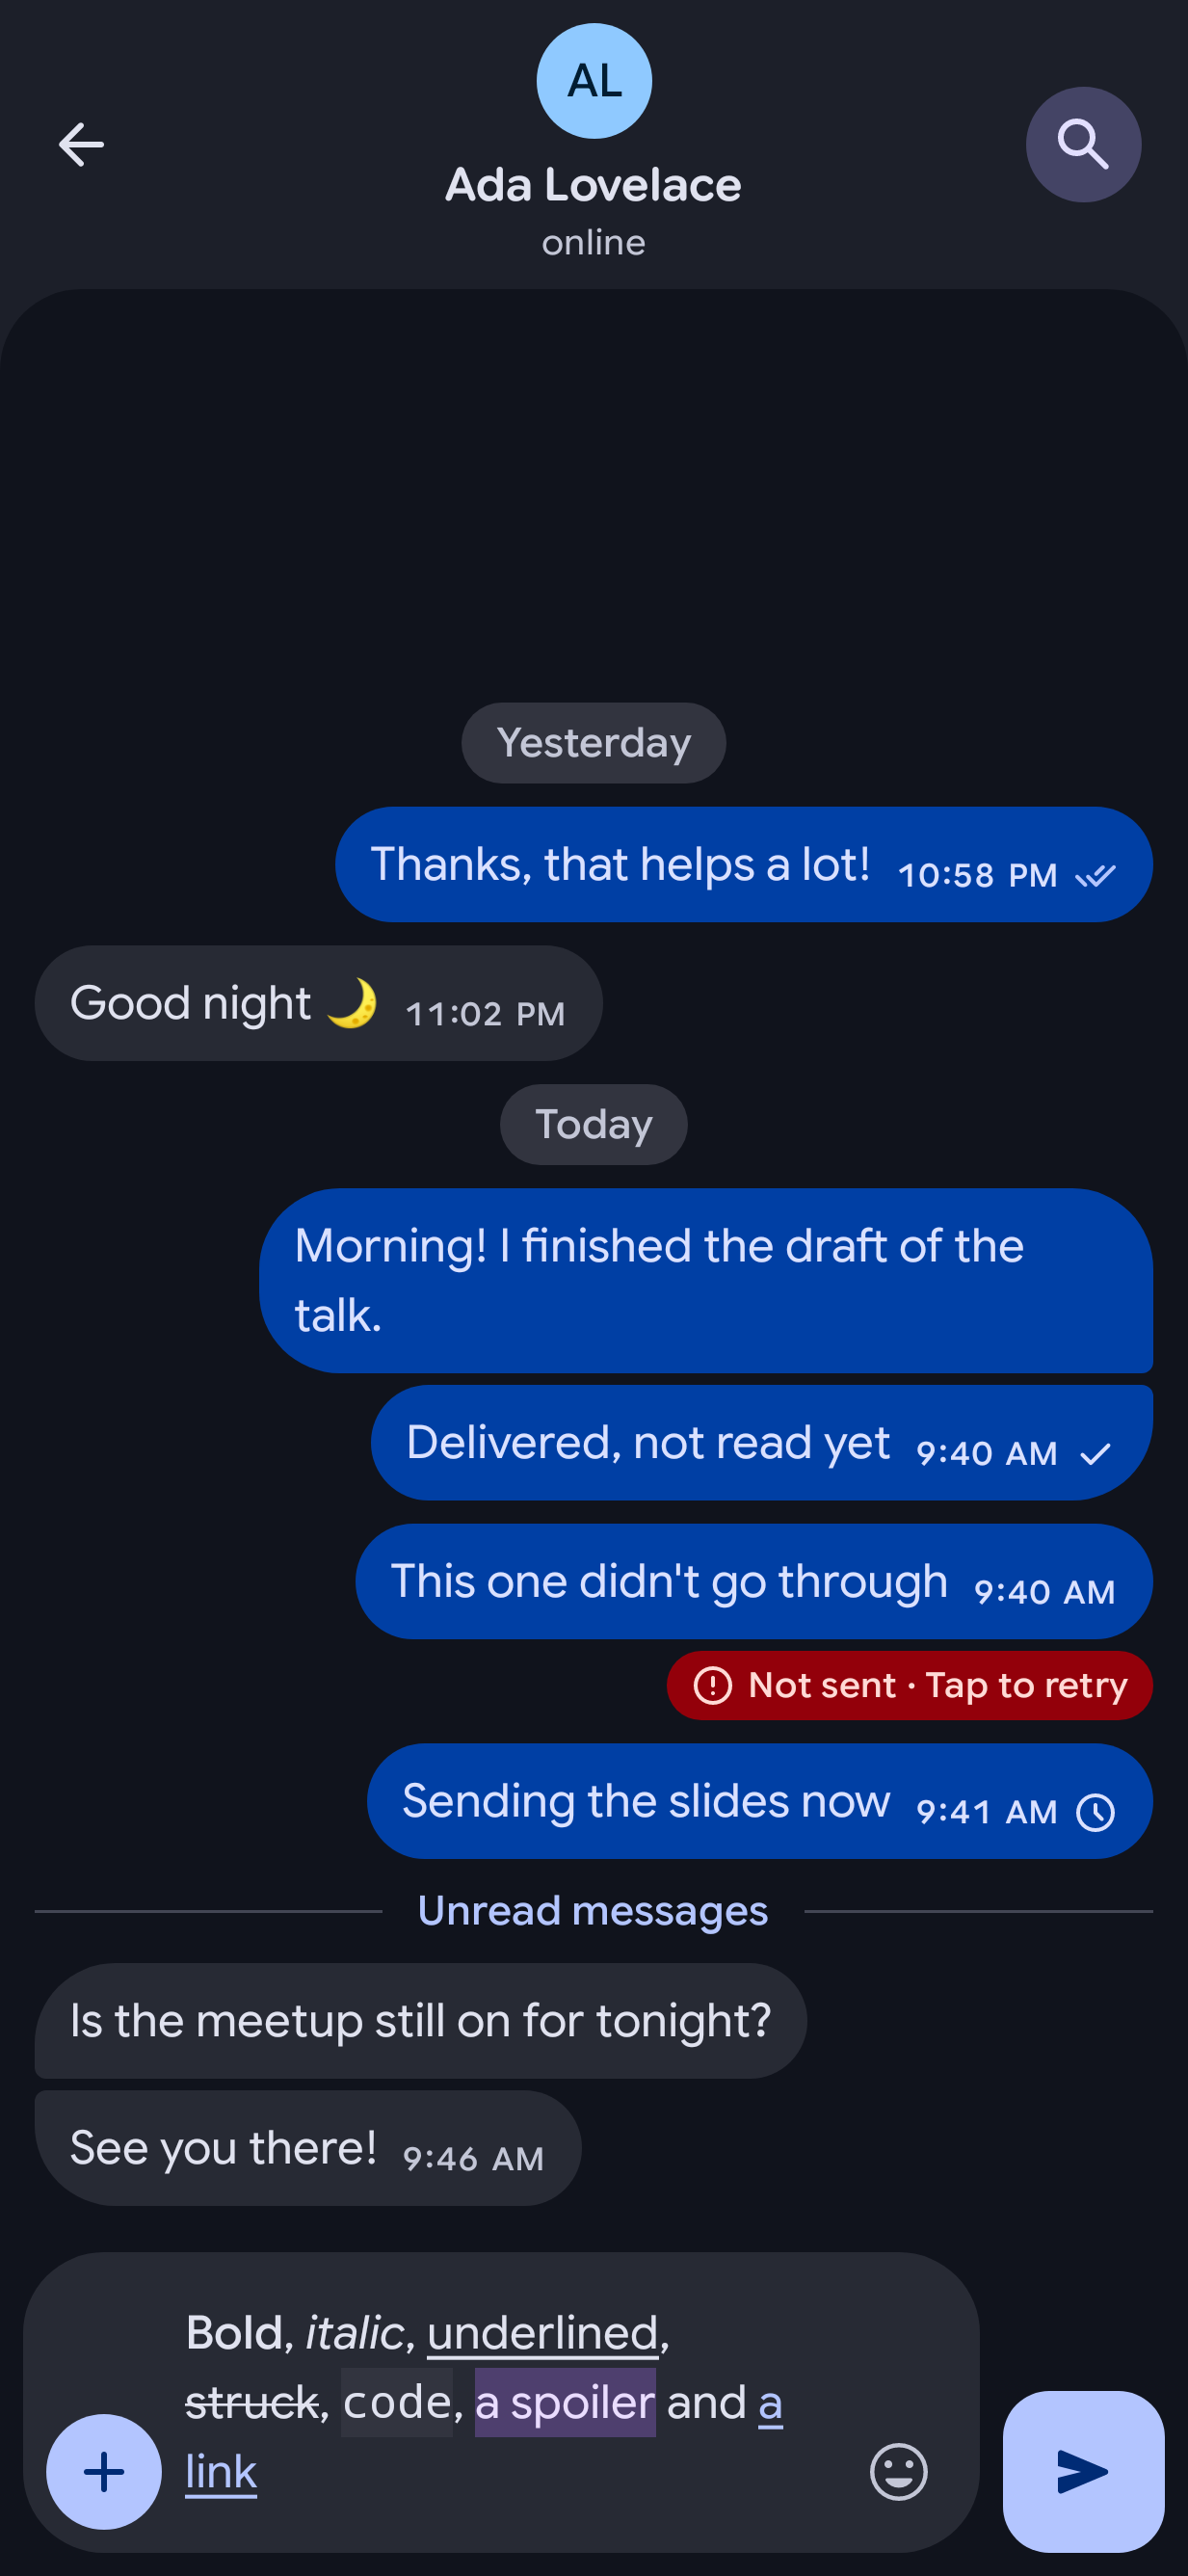 AL
Ada Lovelace
online
Yesterday
Thanks, that helps a lot! 10:58 PM
Good night 🌙 11:02 PM
Today
Morning! I finished the draft of the
talk.
Delivered, not read yet 9:40 AM
This one didn't go through 9:40 AM
Not sent · Tap to retry
Sending the slides now 9:41 AM
Unread messages
Is the meetup still on for tonight?
See you there! 9:46 AM
Bold, italic, underlined,
struck, code, a spoiler and a
link